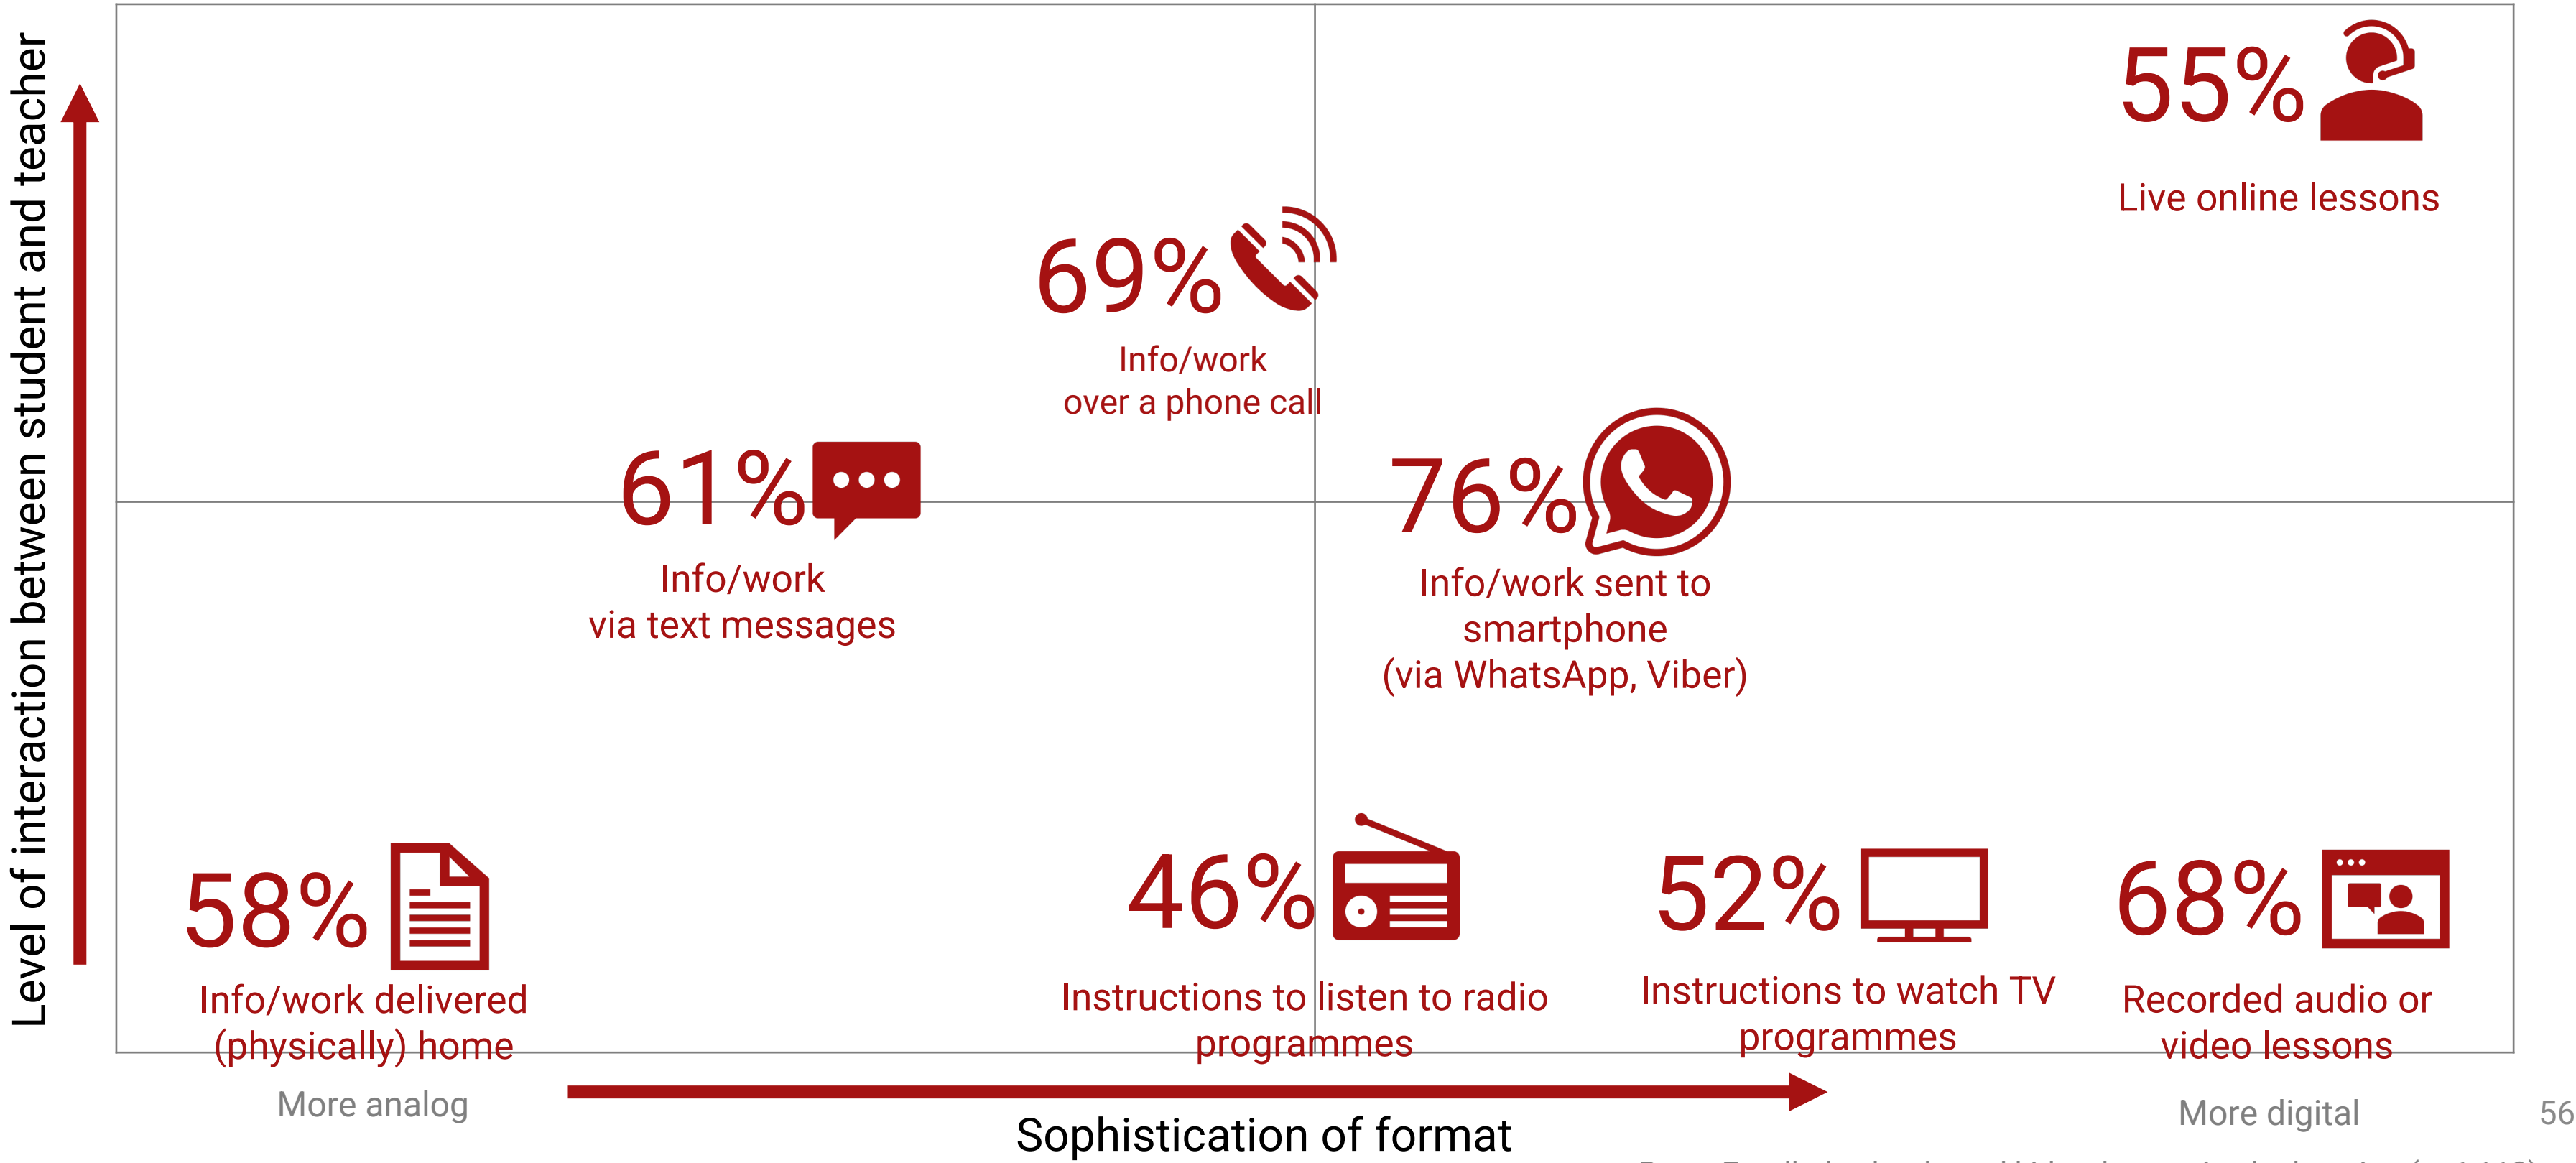 Level of interaction between student and teacher
55%
Live online lessons
69%
Info/work
over a phone call
61%
Info/work
via text messages
76%
Info/work sent to
smartphone
(via WhatsApp, Viber)
58%
Info/work delivered
(physically) home
46%
Instructions to listen to radio
programmes
52%
Instructions to watch TV
programmes
68%
Recorded audio or
video lessons
More analog
Sophistication of format
More digital
56